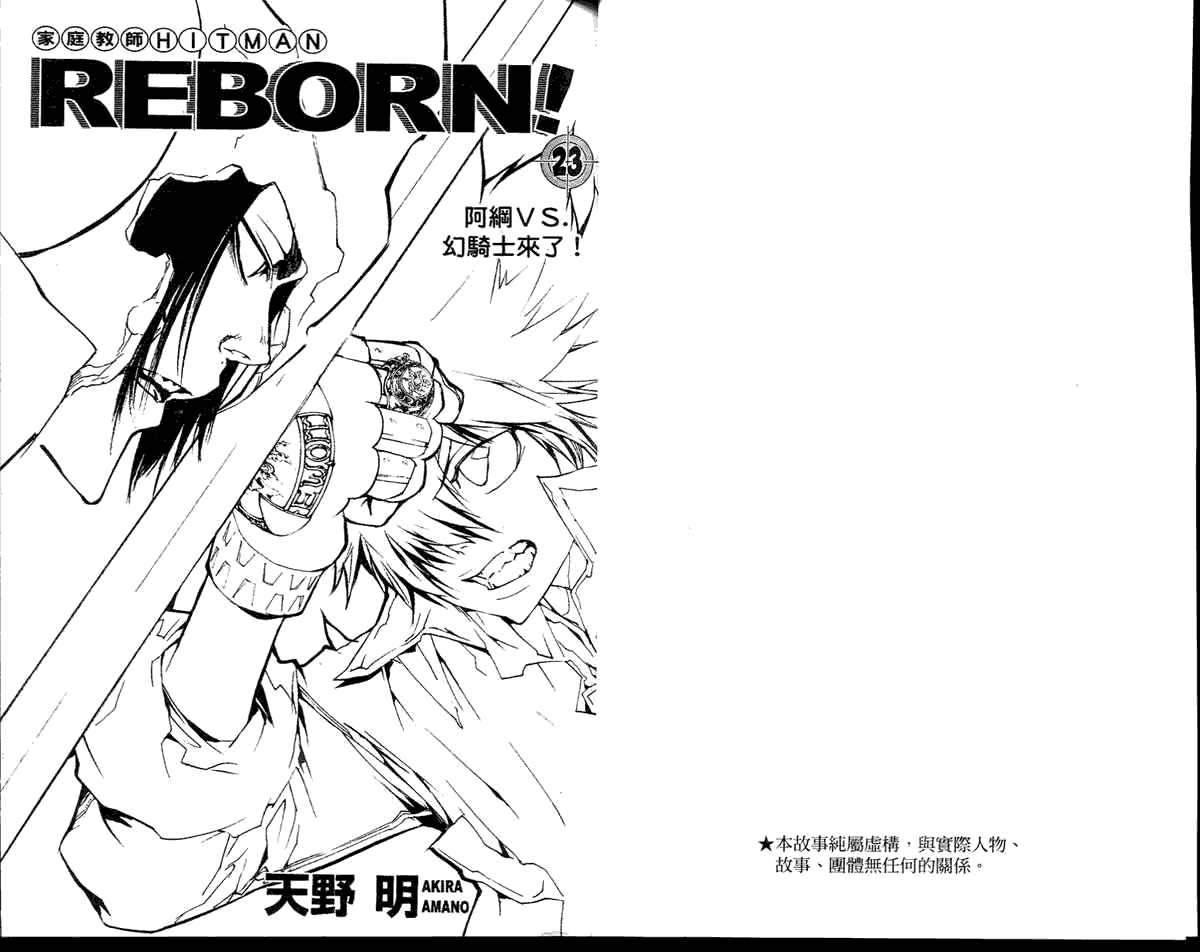 家庭教師HITMAN
REBORN!
23
阿綱VS.
幻騎士來了！
天野 明
AKIRA
AMANO
★本故事純屬虛構，與實際人物、
故事、團體無任何的關係。